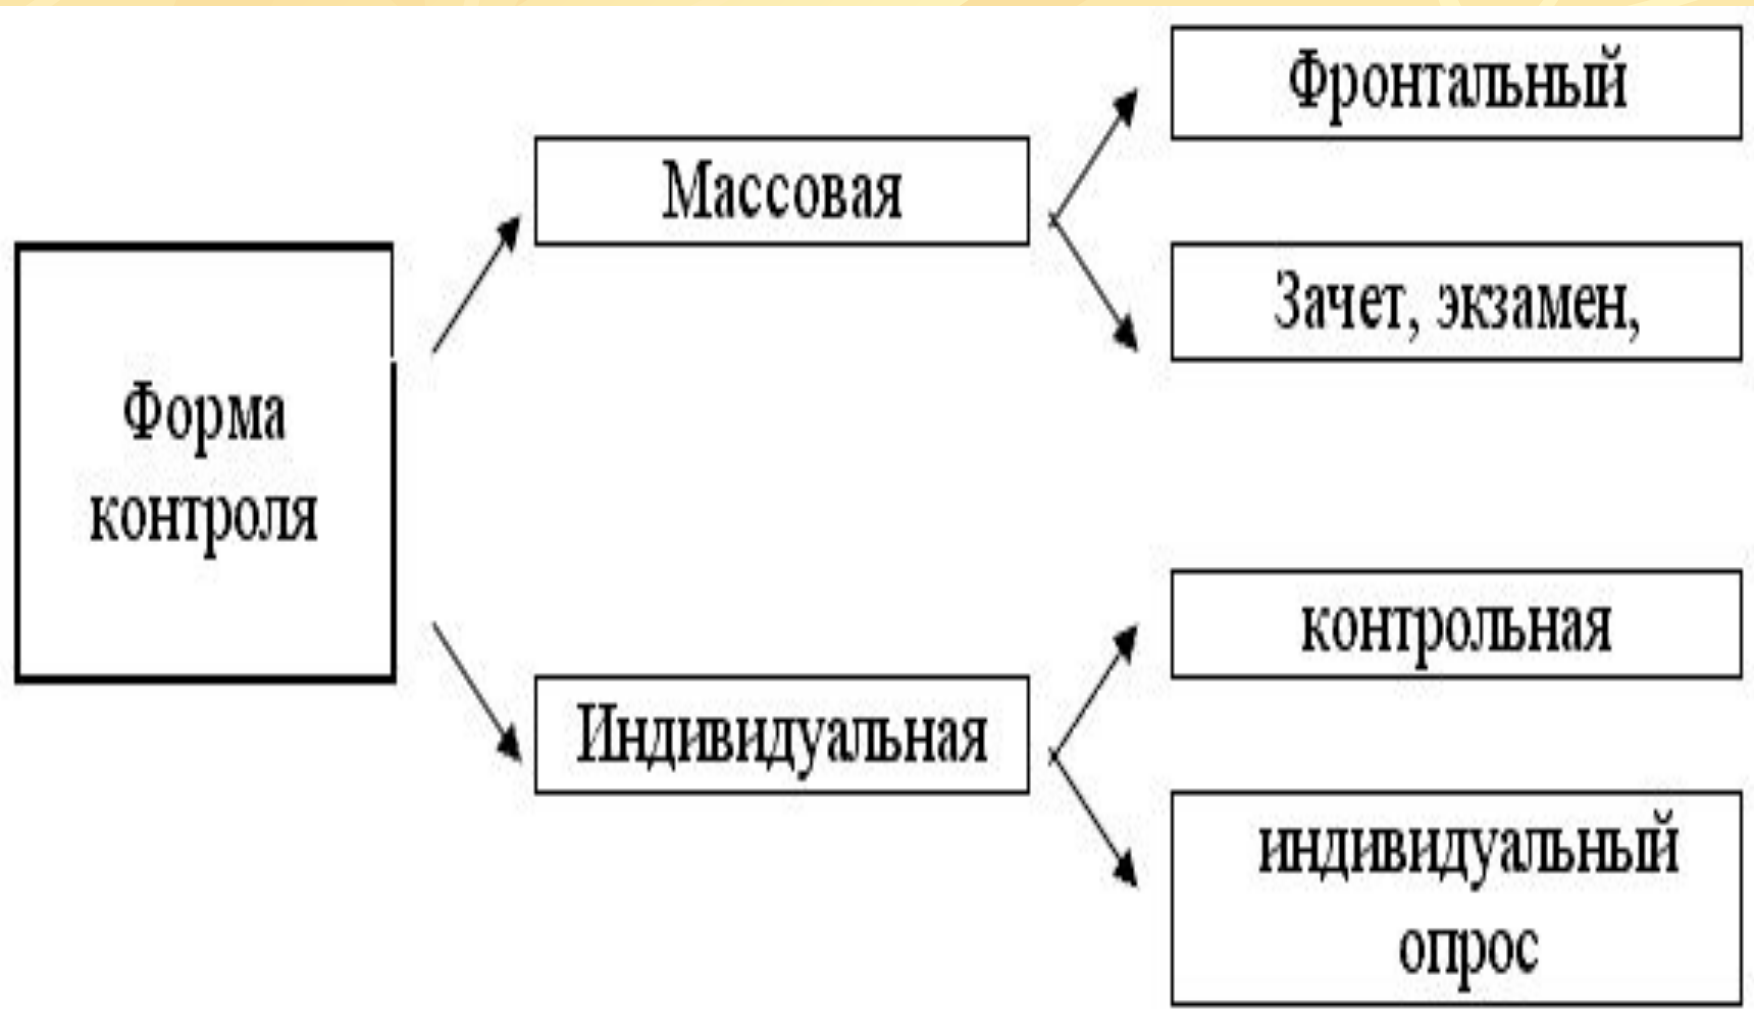 Форма
контроля
Массовая
Фронтальный
Зачет, экзамен,
Индивидуальная
контрольная
индивидуальный
опрос